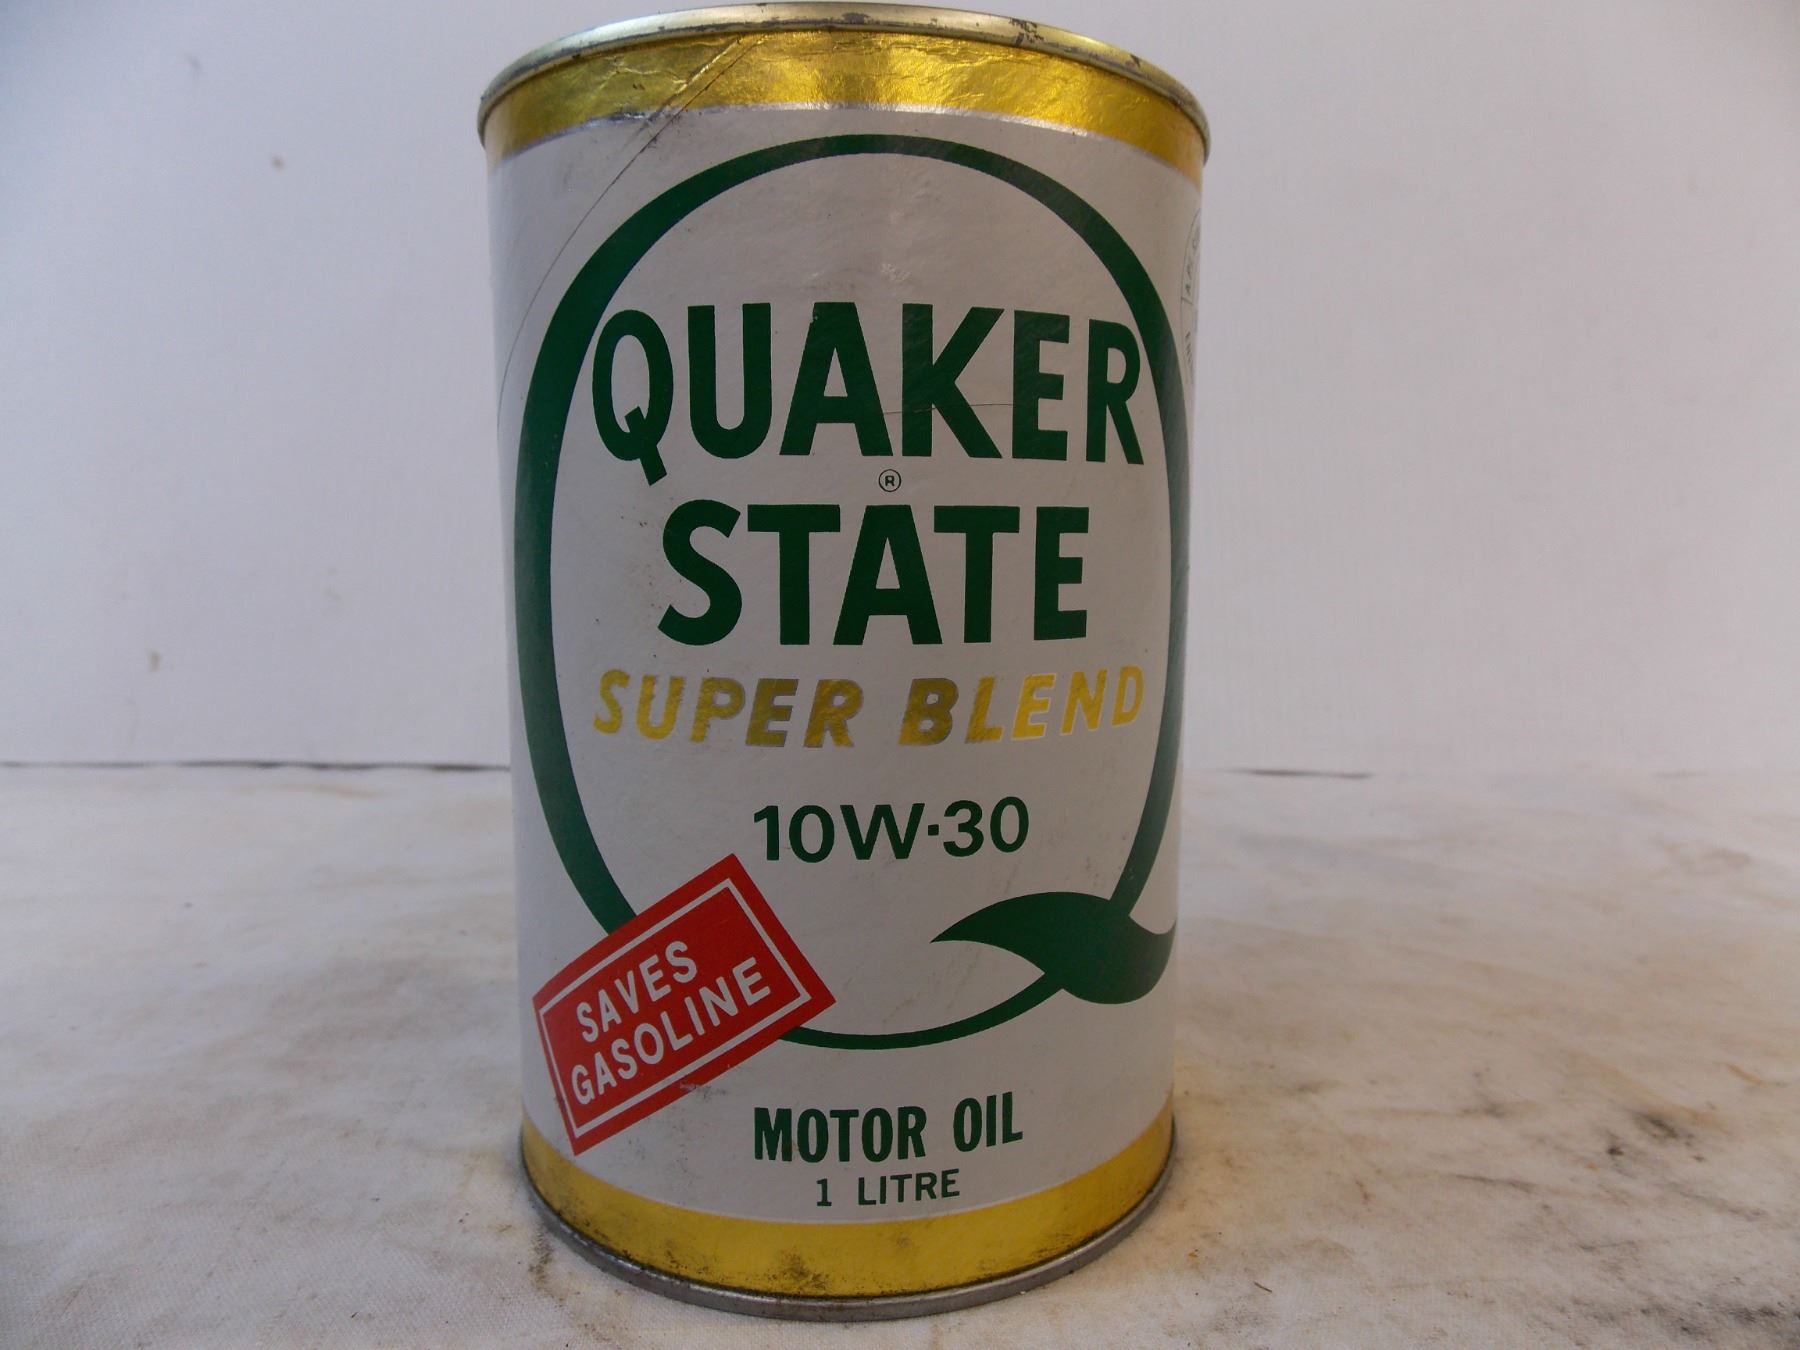 QUAKER
®
STATE
SUPER BLEND
10W-30
SAVES
GASOLINE
MOTOR OIL
1 LITRE